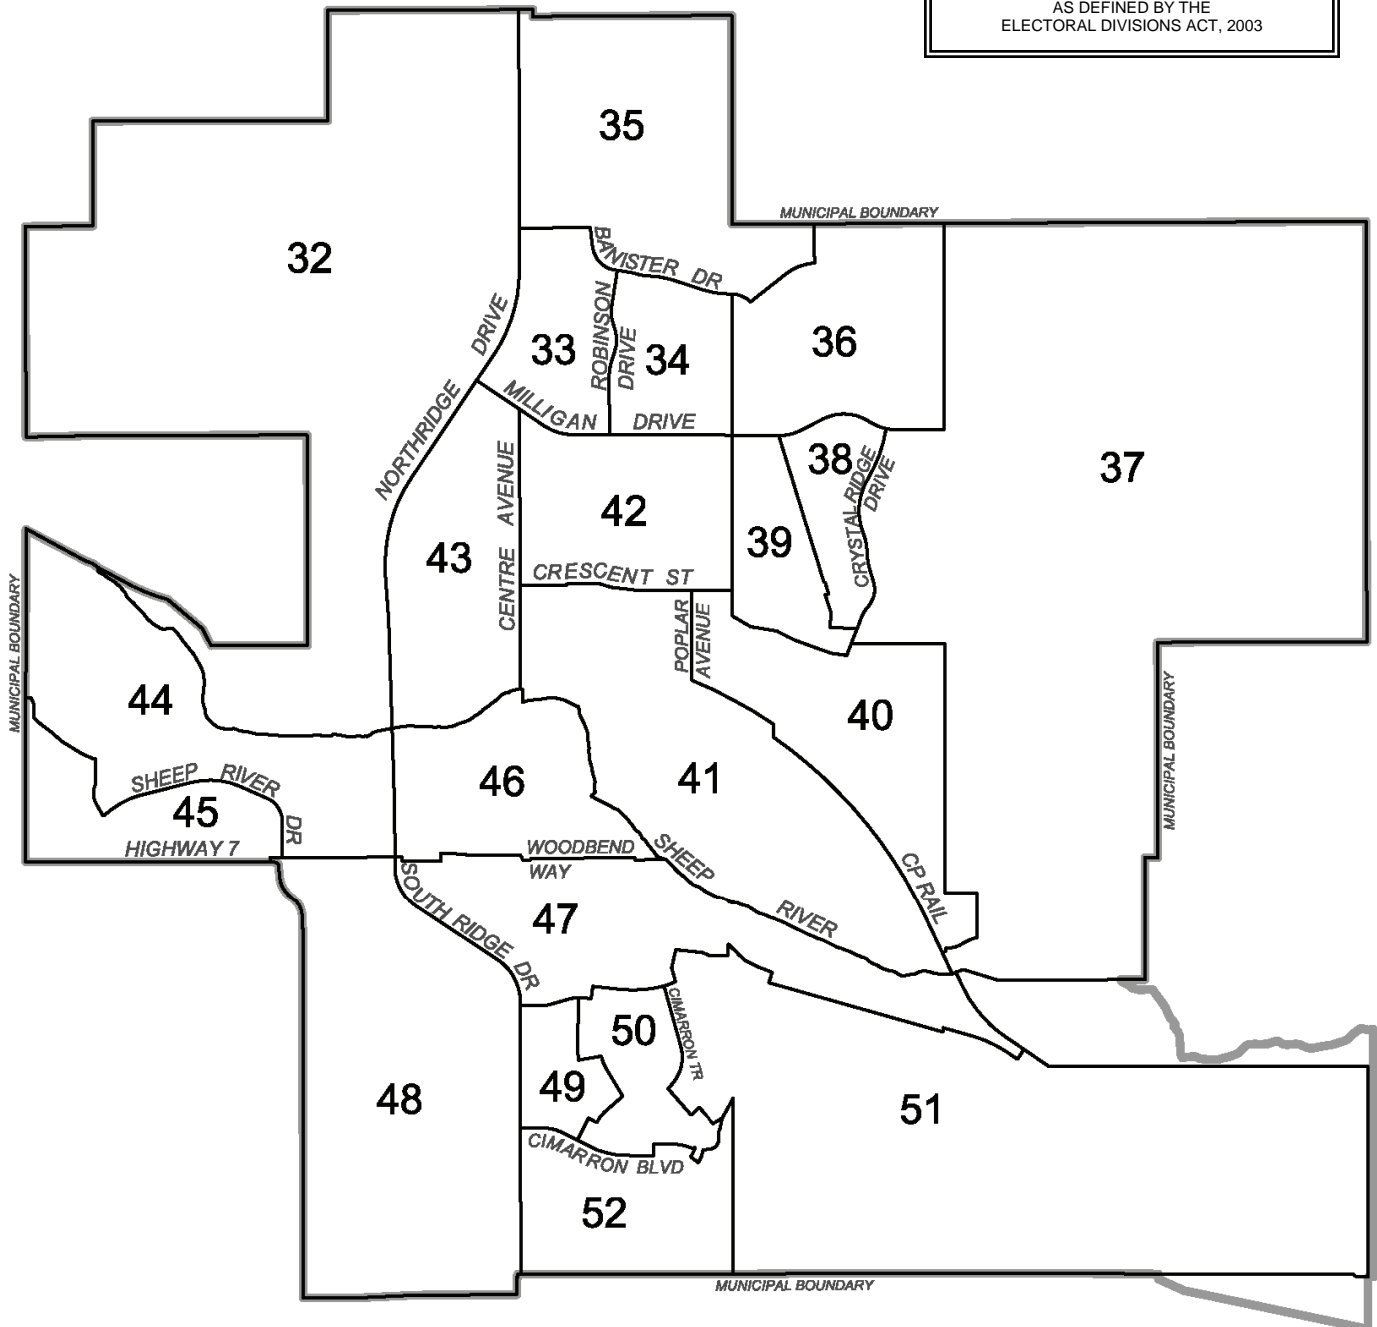 AS DEFINED BY THE
ELECTORAL DIVISIONS ACT, 2003
35
MUNICIPAL BOUNDARY
32
BANISTER DR
33
ROBINSON
DRIVE
34
36
NORTHRIDGE DRIVE
MILLIGAN DRIVE
38
CRYSTAL RIDGE
DRIVE
37
CENTRE AVENUE
42
39
43
CRESCENT ST
POPLAR
AVENUE
MUNICIPAL BOUNDARY
44
40
MUNICIPAL BOUNDARY
46
41
SHEEP RIVER DR
45
HIGHWAY 7
WOODBEND
WAY
SHEEP RIVER
CP RAIL
SOUTH RIDGE DR
47
50
CIMARRON TR
49
48
51
CIMARRON BLVD
52
MUNICIPAL BOUNDARY